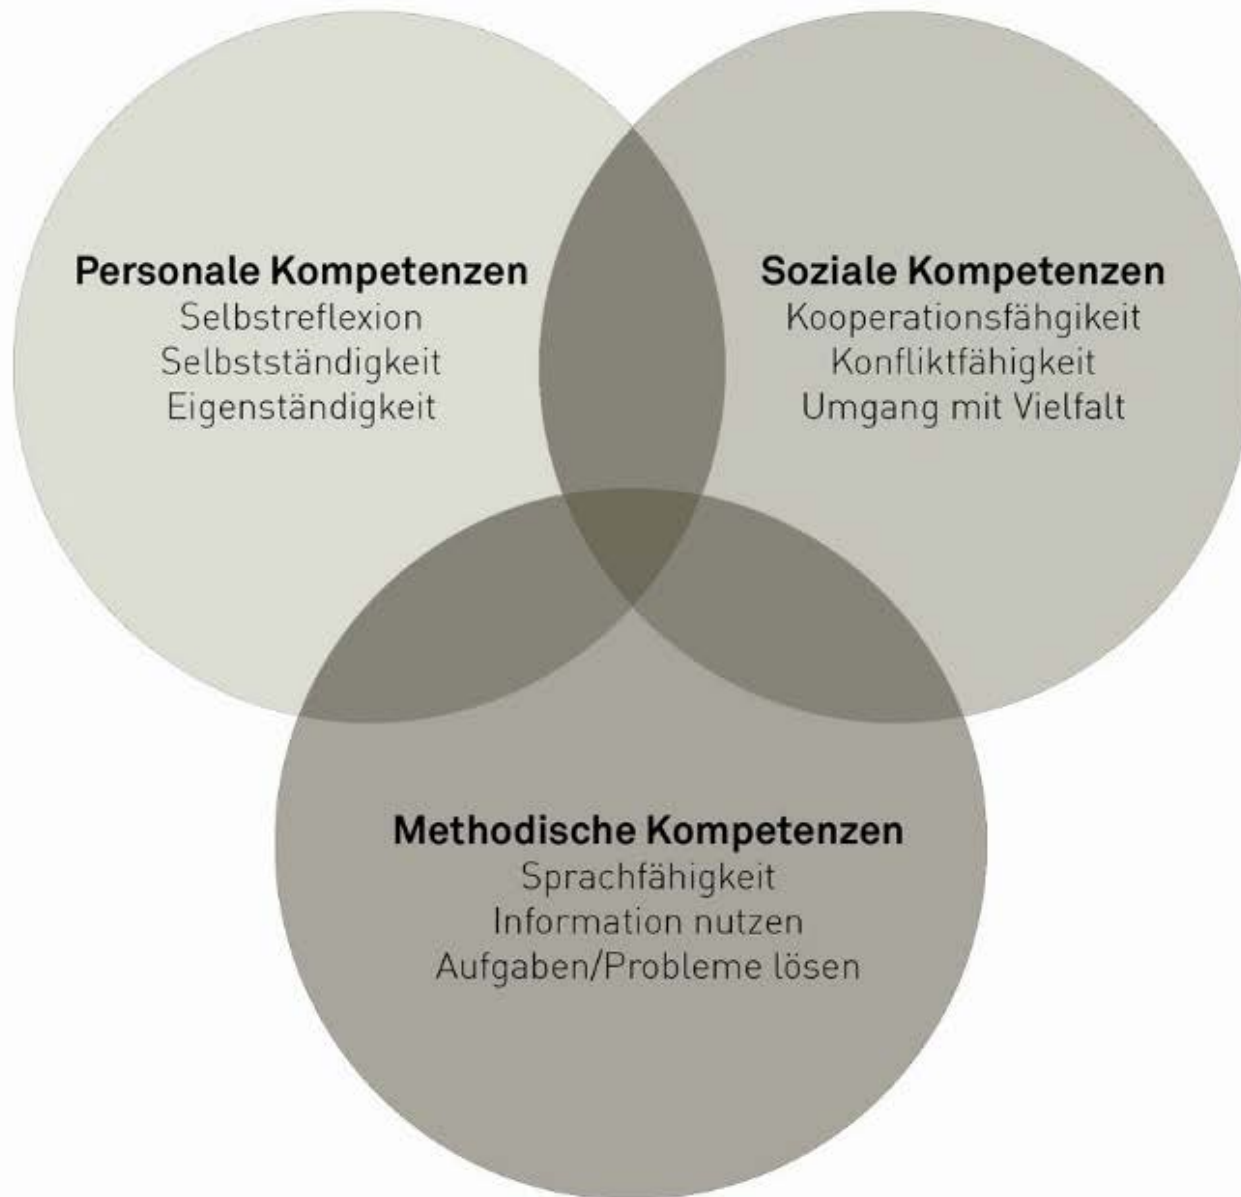 Personale Kompetenzen
Selbstreflexion
Selbstständigkeit
Eigenständigkeit
Soziale Kompetenzen
Kooperationsfähgikeit
Konfliktfähigkeit
Umgang mit Vielfalt
Methodische Kompetenzen
Sprachfähigkeit
Information nutzen
Aufgaben/Probleme lösen